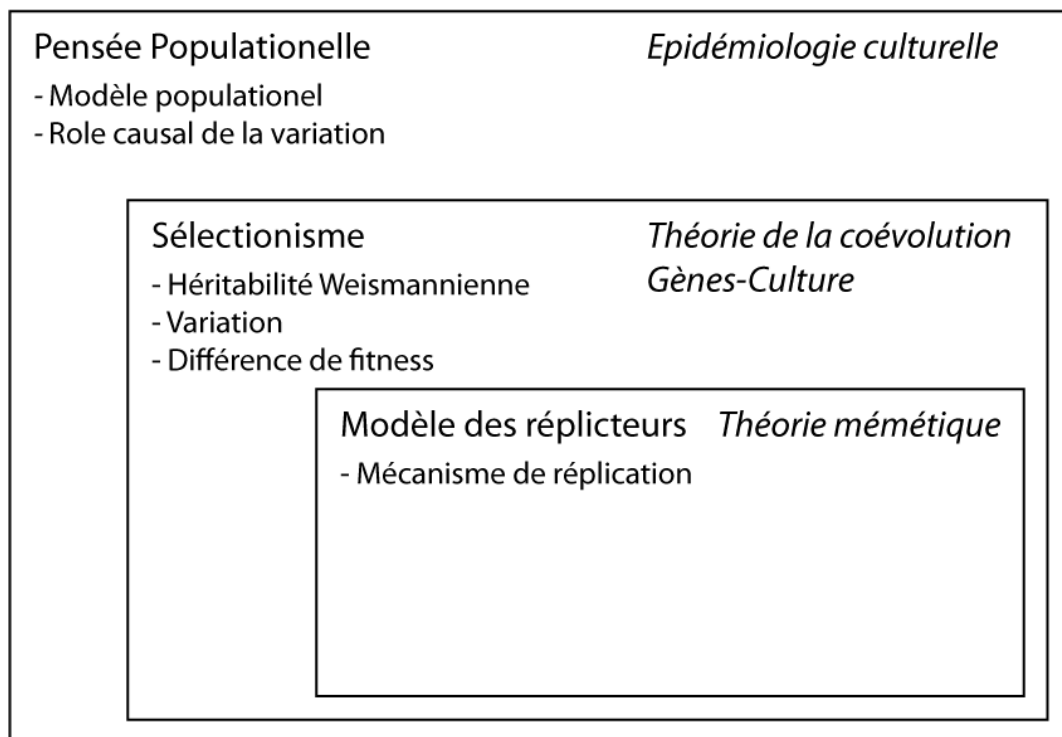 Pensée Populationelle
Epidémiologie culturelle
- Modèle populationel
- Role causal de la variation
Sélectionisme
Théorie de la coévolution
Gènes-Culture
- Héritabilité Weismannienne
- Variation
- Différence de fitness
Modèle des réplicteurs
Théorie mémétique
- Mécanisme de réplication